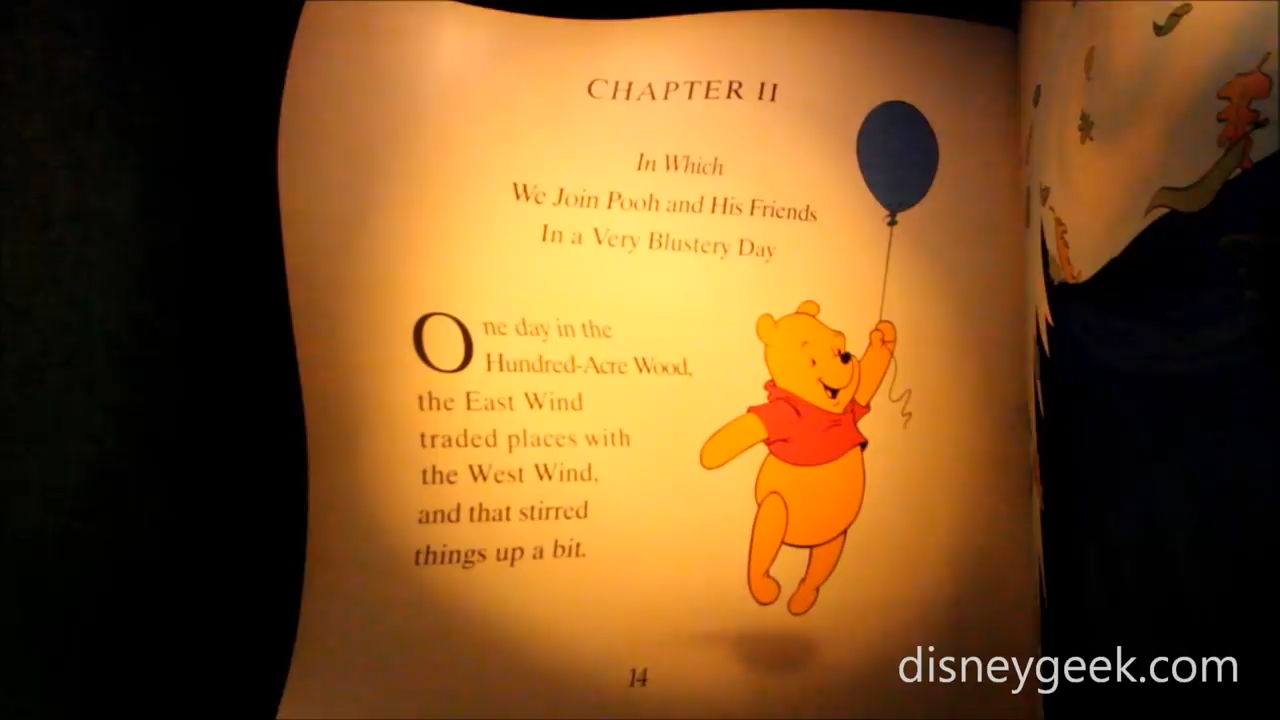 CHAPTER II
In Which
We Join Pooh and His Friends
In a Very Blustery Day
One day in the
Hundred-Acre Wood,
the East Wind
traded places with
the West Wind,
and that stirred
things up a bit.
14
disneygeek.com